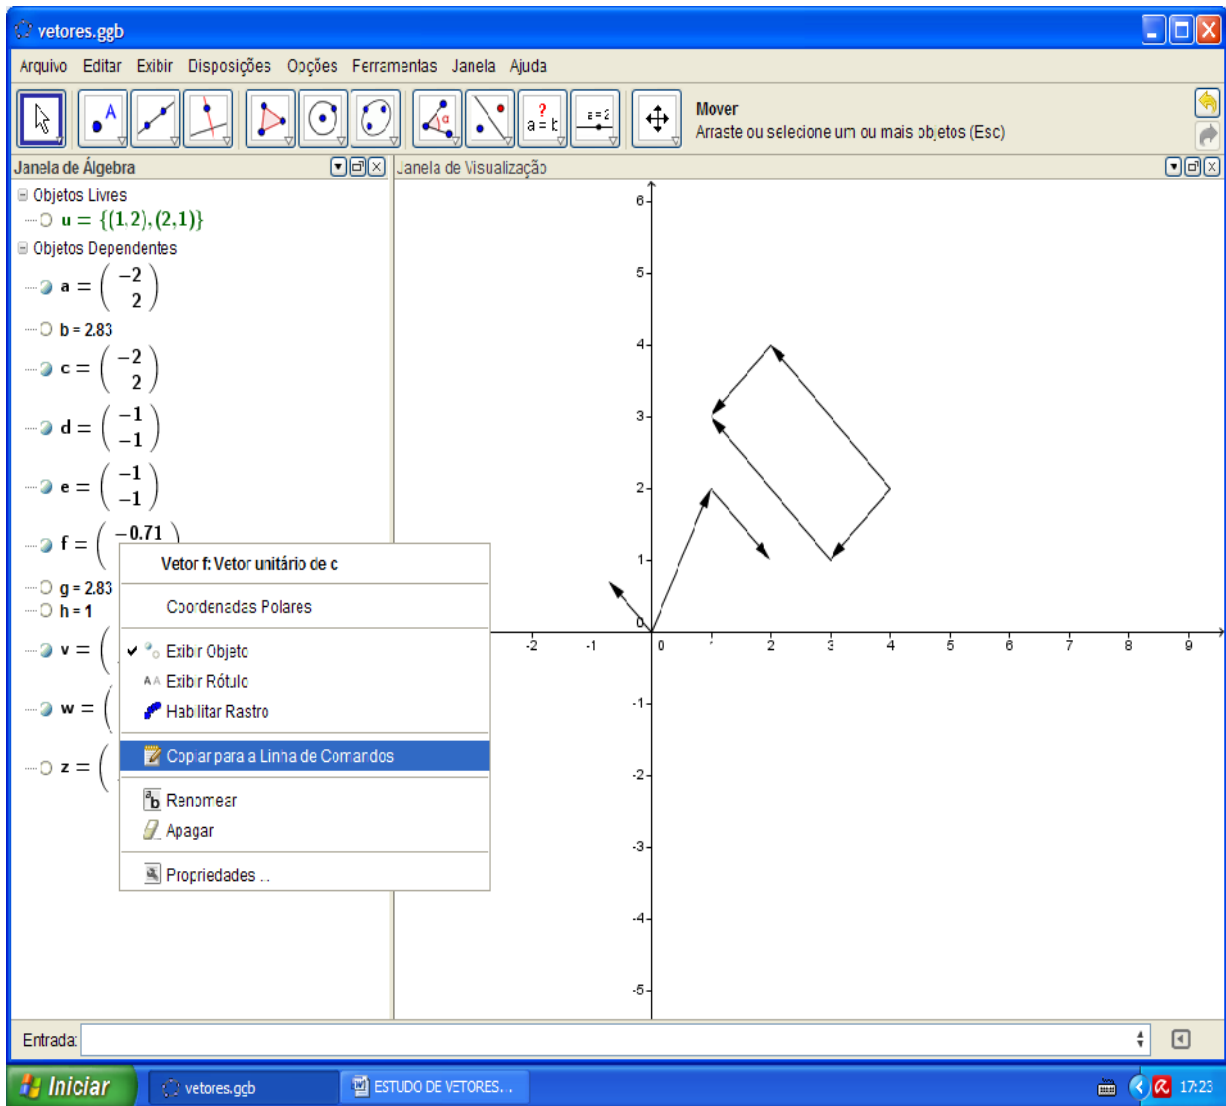 vetores.ggb
Arquivo Editar Exibir Disposições Opções Ferramentas Janela Ajuda
A
α
?
a = b
a = 2
Mover
Arraste ou selecione um ou mais objetos (Esc)
Janela de Álgebra
Janela de Visualização
Objetos Livres
u = {(1,2),(2,1)}
Objetos Dependentes
a = ( −2
2 )
b = 2.83
c = ( −2
2 )
d = ( −1
−1 )
e = ( −1
−1 )
f = ( −0.71 )
g = 2.83
h = 1
v = (
w = (
z = (
Vetor f: Vetor unitário de c
Coordenadas Polares
Exibir Objeto
AA Exibir Rótulo
Habilitar Rastro
Copiar para a Linha de Comandos
ab Renomear
Apagar
Propriedades ...
6
5
4
3
2
1
0
-2 -1 0 1 2 3 4 5 6 7 8 9
-1
-2
-3
-4
-5
Entrada:
Iniciar
vetores.ggb
ESTUDO DE VETORES...
17:23